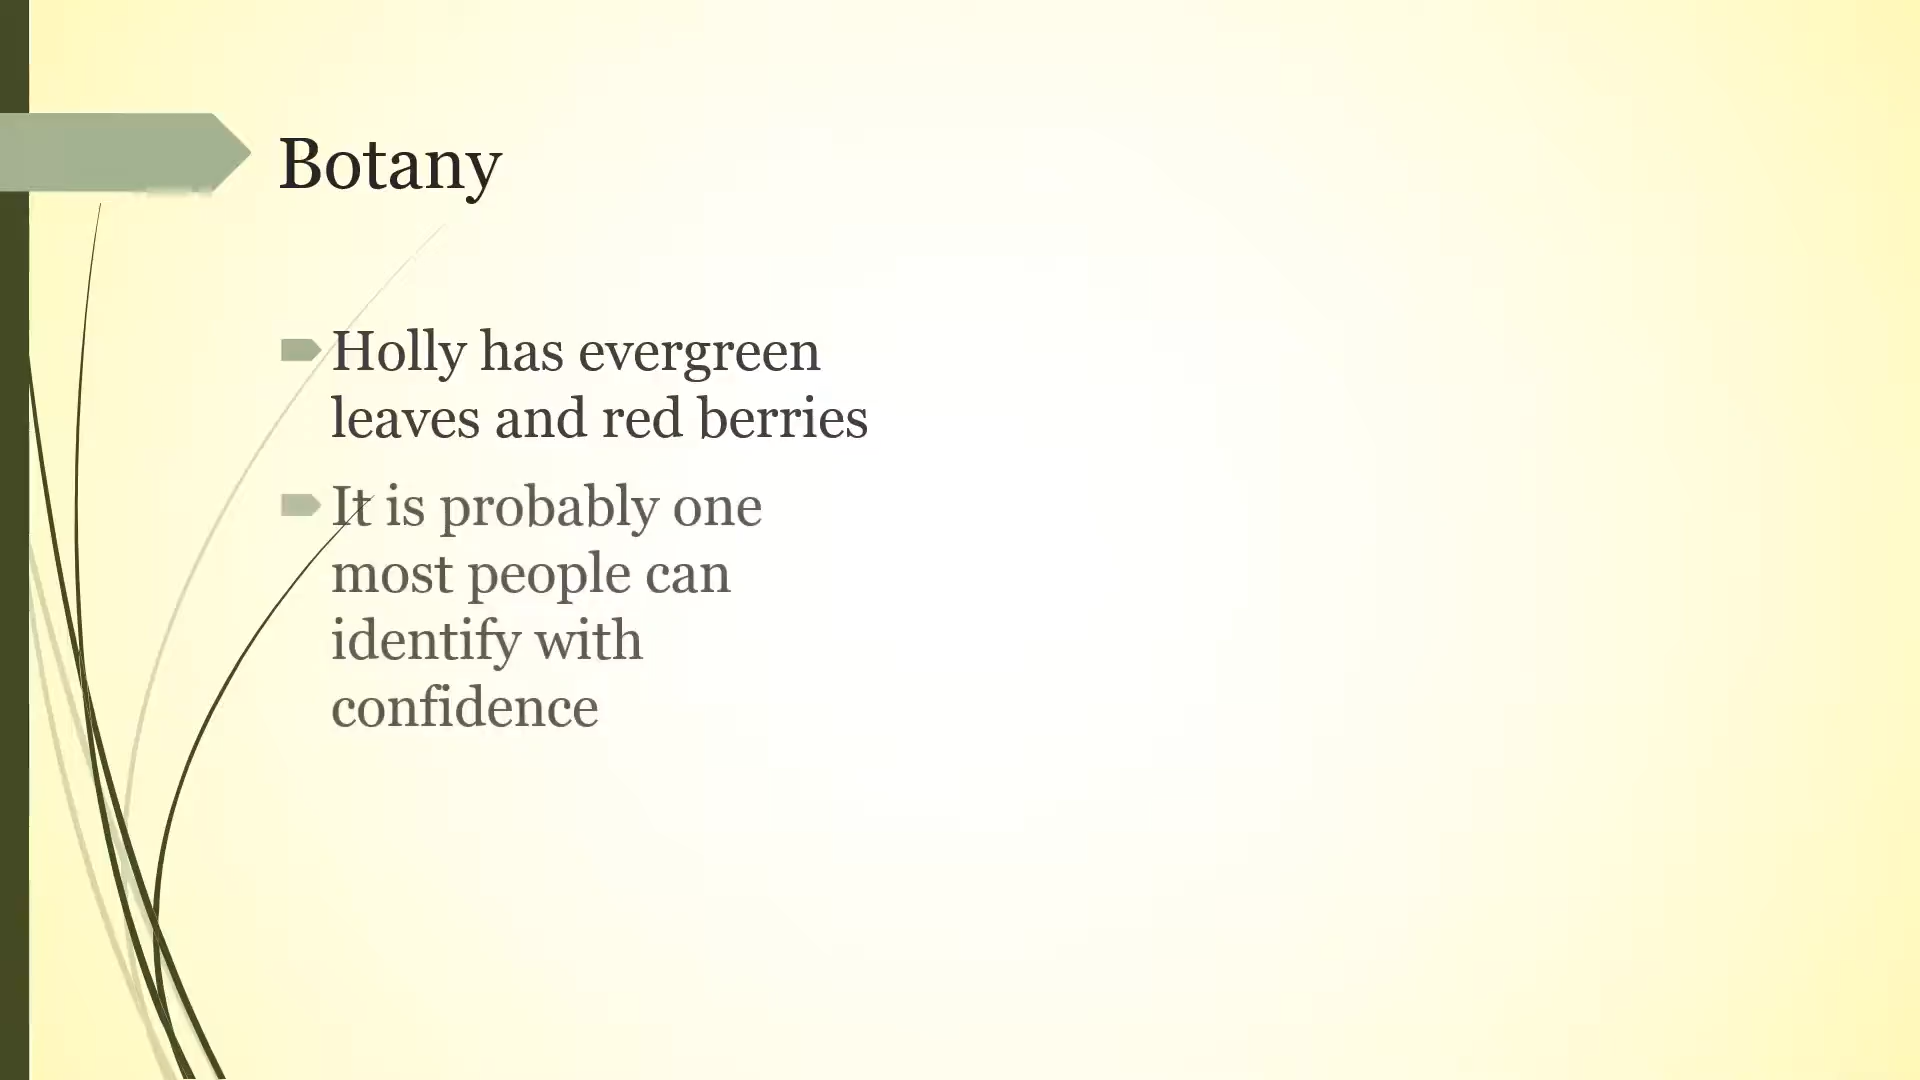 Botany
Holly has evergreen
leaves and red berries
It is probably one
most people can
identify with
confidence